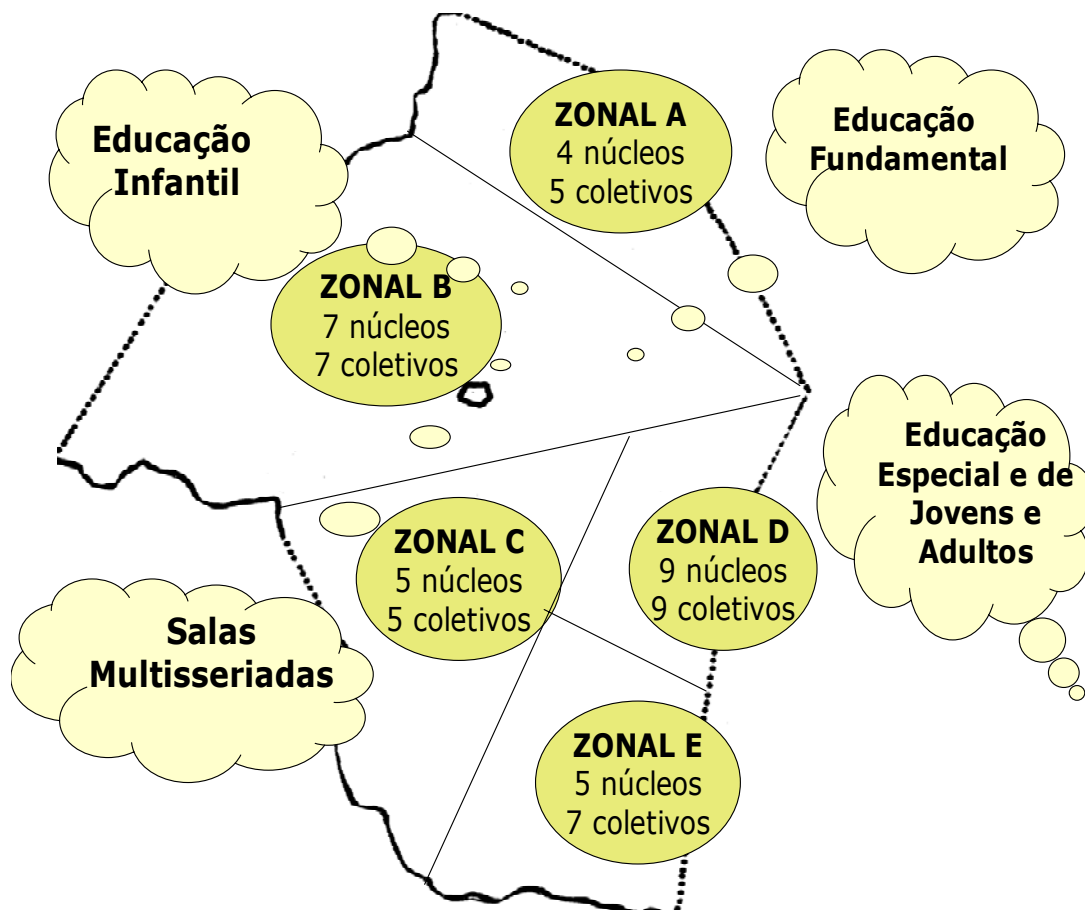 Educação
Infantil
ZONAL A
4 núcleos
5 coletivos
Educação
Fundamental
ZONAL B
7 núcleos
7 coletivos
Educação
Especial e de
Jovens e
Adultos
ZONAL C
5 núcleos
5 coletivos
ZONAL D
9 núcleos
9 coletivos
Salas
Multisseriadas
ZONAL E
5 núcleos
7 coletivos